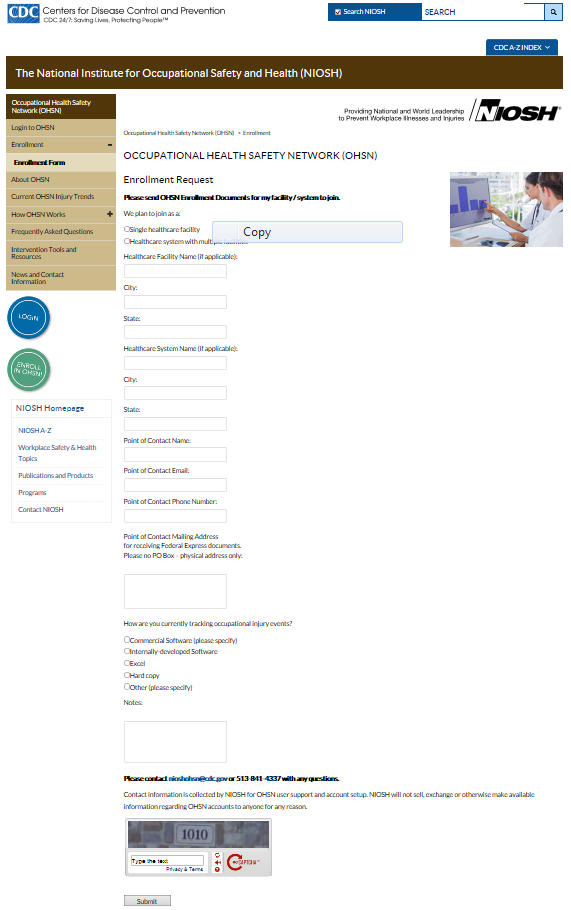 CDC Centers for Disease Control and Prevention
CDC 24/7: Saving Lives, Protecting People™
Search NIOSH
SEARCH
CDC A-Z INDEX
The National Institute for Occupational Safety and Health (NIOSH)
Occupational Health Safety
Network (OHSN)
Login to OHSN
Enrollment
Enrollment Form
About OHSN
Current OHSN Injury Trends
How OHSN Works
Frequently Asked Questions
Intervention Tools and
Resources
News and Contact
Information
LOGIN
ENROLL
IN OHSN!
NIOSH Homepage
NIOSH A-Z
Workplace Safety & Health
Topics
Publications and Products
Programs
Contact NIOSH
Providing National and World Leadership
to Prevent Workplace Illnesses and Injuries
NIOSH
Occupational Health Safety Network (OHSN) > Enrollment
OCCUPATIONAL HEALTH SAFETY NETWORK (OHSN)
Enrollment Request
Please send OHSN Enrollment Documents for my facility / system to join.
We plan to join as a:
Single healthcare facility
Copy
Healthcare system with
Healthcare Facility Name (if applicable):
City:
State:
Healthcare System Name (if applicable):
City:
State:
Point of Contact Name:
Point of Contact Email:
Point of Contact Phone Number:
Point of Contact Mailing Address
for receiving Federal Express documents.
Please no PO Box - physical address only:
How are you currently tracking occupational injury events?
Commercial Software (please specify)
Internally-developed Software
Excel
Hard copy
Other (please specify)
Notes:
Please contact nioshohsn@cdc.gov or 513-841-4337 with any questions.
Contact information is collected by NIOSH for OHSN user support and account setup. NIOSH will not sell, exchange or otherwise make available
information regarding OHSN accounts to anyone for any reason.
1010
Type the text
Privacy & Terms
reCAPTCHA™
Submit